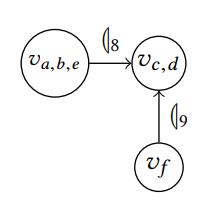 ⦇8
v_{a,b,e} v_{c,d}
⦇9
v_f